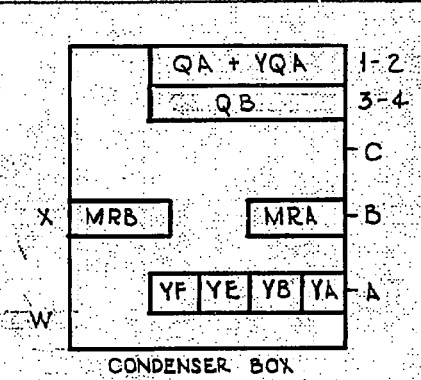 QA + YQA 1-2
QB 3-4
C
X MRB MRA B
YF YE YB YA A
W
CONDENSER BOX